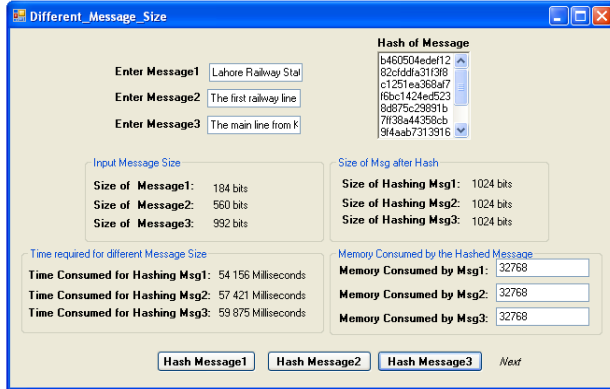 Different_Message_Size
Hash of Message
Enter Message1 Lahore Railway Stat
Enter Message2 The first railway line
Enter Message3 The main line from K
b460504edef12
82cfddfa31f3f8
c1251ea368af7
f6bc1424ed523
8d875c29891b
7ff38a44358cb
9f4aab7313916
Input Message Size
Size of Message1: 184 bits
Size of Message2: 560 bits
Size of Message3: 992 bits
Size of Msg after Hash
Size of Hashing Msg1: 1024 bits
Size of Hashing Msg2: 1024 bits
Size of Hashing Msg3: 1024 bits
Time required for different Message Size
Time Consumed for Hashing Msg1: 54 156 Milliseconds
Time Consumed for Hashing Msg2: 57 421 Milliseconds
Time Consumed for Hashing Msg3: 59 875 Milliseconds
Memory Consumed by the Hashed Message
Memory Consumed by Msg1: 32768
Memory Consumed by Msg2: 32768
Memory Consumed by Msg3: 32768
Hash Message1 Hash Message2 Hash Message3 Next